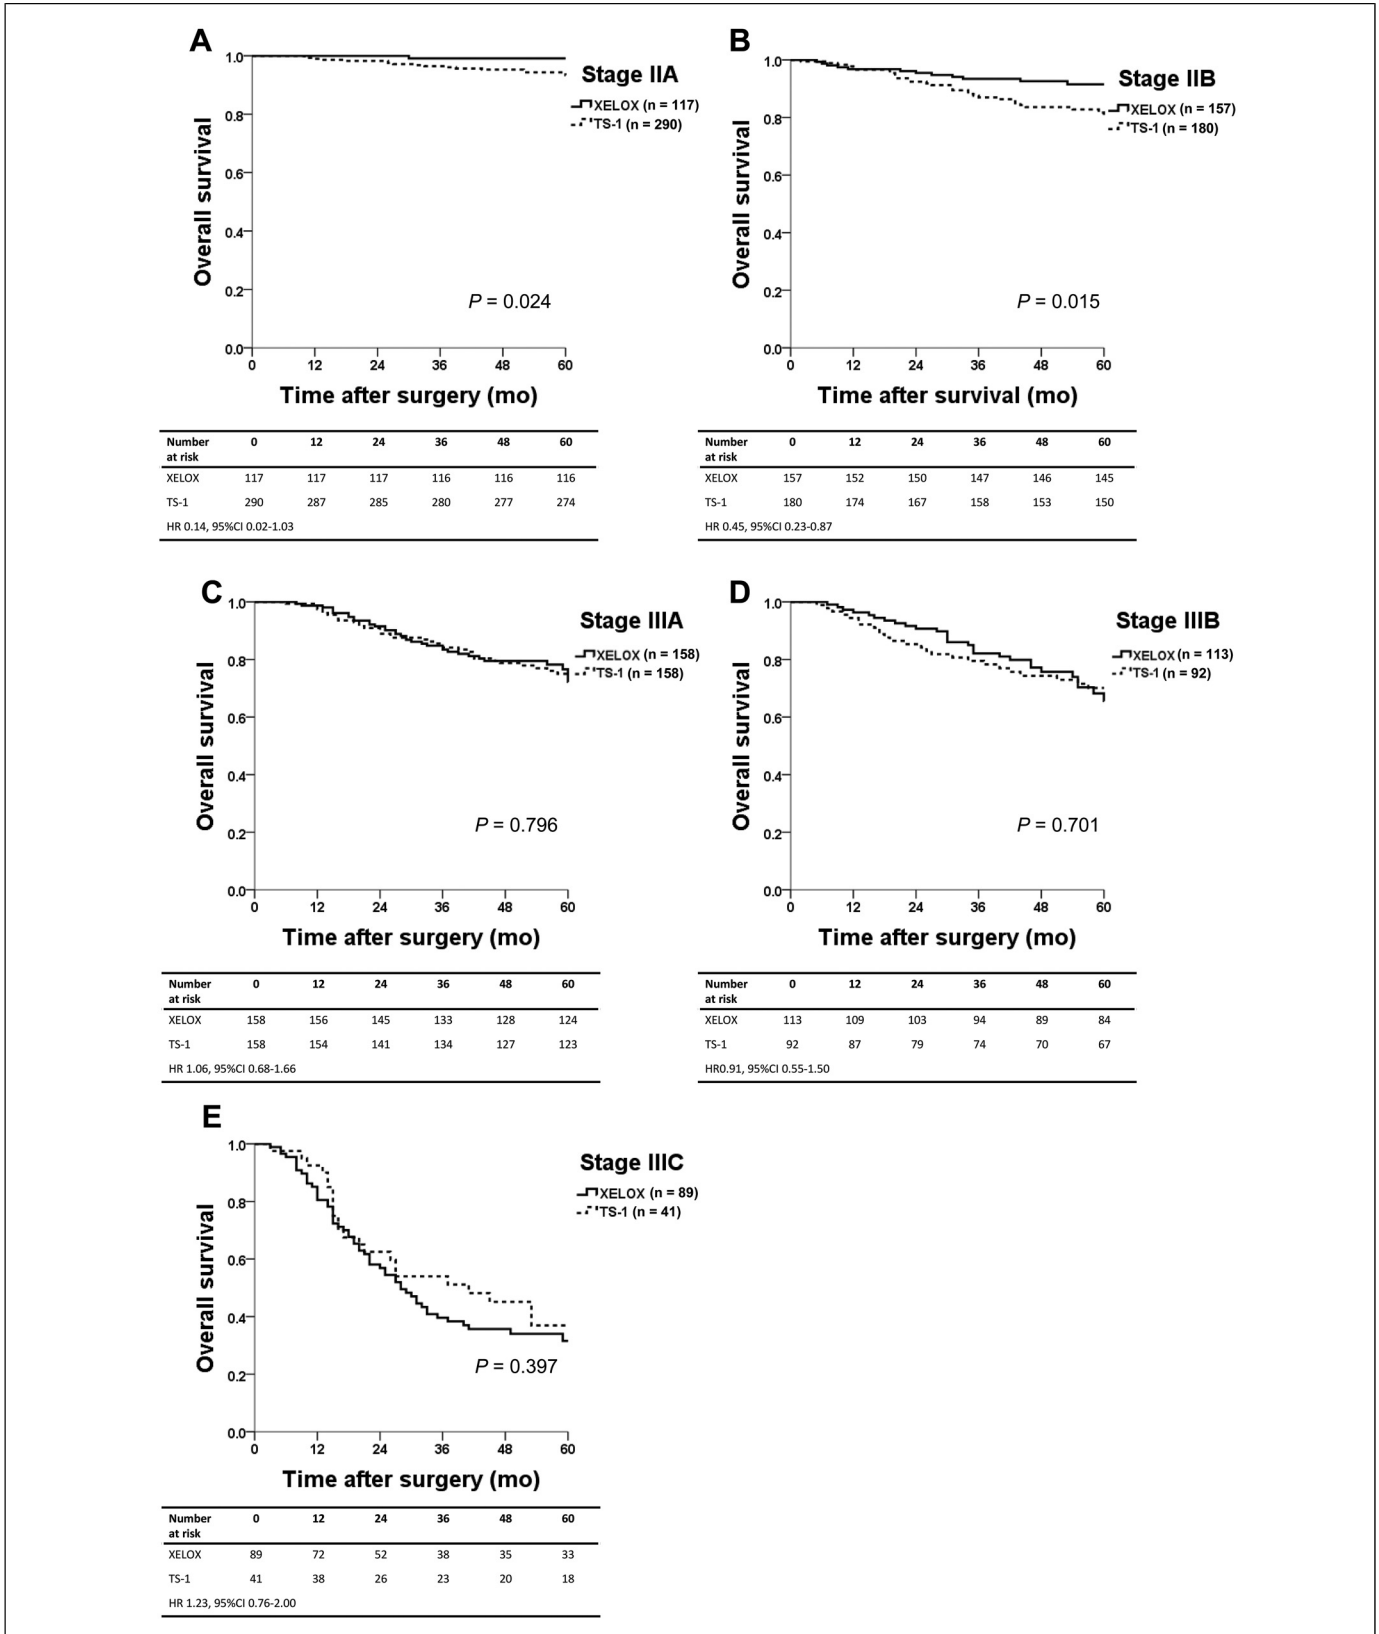 A
1.0
0.8
0.6
0.4
0.2
0.0
Overall survival
Stage IIA
XELOX (n = 117)
TS-1 (n = 290)
P = 0.024
0 12 24 36 48 60
Time after surgery (mo)
Number at risk 0 12 24 36 48 60
XELOX 117 117 117 116 116 116
TS-1 290 287 285 280 277 274
HR 0.14, 95%CI 0.02-1.03
B
1.0
0.8
0.6
0.4
0.2
0.0
Overall survival
Stage IIB
XELOX (n = 157)
TS-1 (n = 180)
P = 0.015
0 12 24 36 48 60
Time after survival (mo)
Number at risk 0 12 24 36 48 60
XELOX 157 152 150 147 146 145
TS-1 180 174 167 158 153 150
HR 0.45, 95%CI 0.23-0.87
C
1.0
0.8
0.6
0.4
0.2
0.0
Overall survival
Stage IIIA
XELOX (n = 158)
TS-1 (n = 158)
P = 0.796
0 12 24 36 48 60
Time after surgery (mo)
Number at risk 0 12 24 36 48 60
XELOX 158 156 145 133 128 124
TS-1 158 154 141 134 127 123
HR 1.06, 95%CI 0.68-1.66
D
1.0
0.8
0.6
0.4
0.2
0.0
Overall survival
Stage IIIB
XELOX (n = 113)
TS-1 (n = 92)
P = 0.701
0 12 24 36 48 60
Time after surgery (mo)
Number at risk 0 12 24 36 48 60
XELOX 113 109 103 94 89 84
TS-1 92 87 79 74 70 67
HR0.91, 95%CI 0.55-1.50
E
1.0
0.8
0.6
0.4
0.2
0.0
Overall survival
Stage IIIC
XELOX (n = 89)
TS-1 (n = 41)
P = 0.397
0 12 24 36 48 60
Time after surgery (mo)
Number at risk 0 12 24 36 48 60
XELOX 89 72 52 38 35 33
TS-1 41 38 26 23 20 18
HR 1.23, 95%CI 0.76-2.00